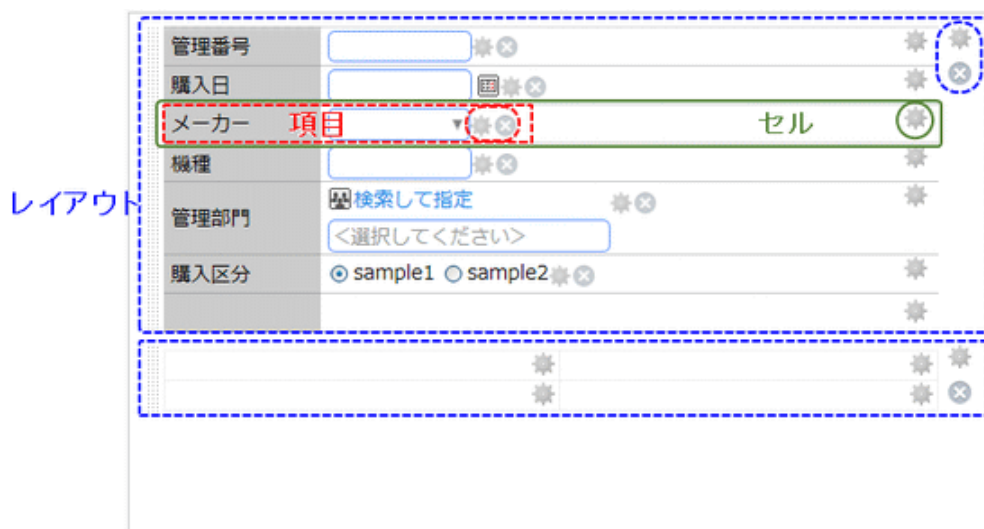 管理番号
購入日
メーカー 項目 セル
機種
レイアウト
管理部門 検索して指定
<選択してください>
購入区分 sample1 sample2